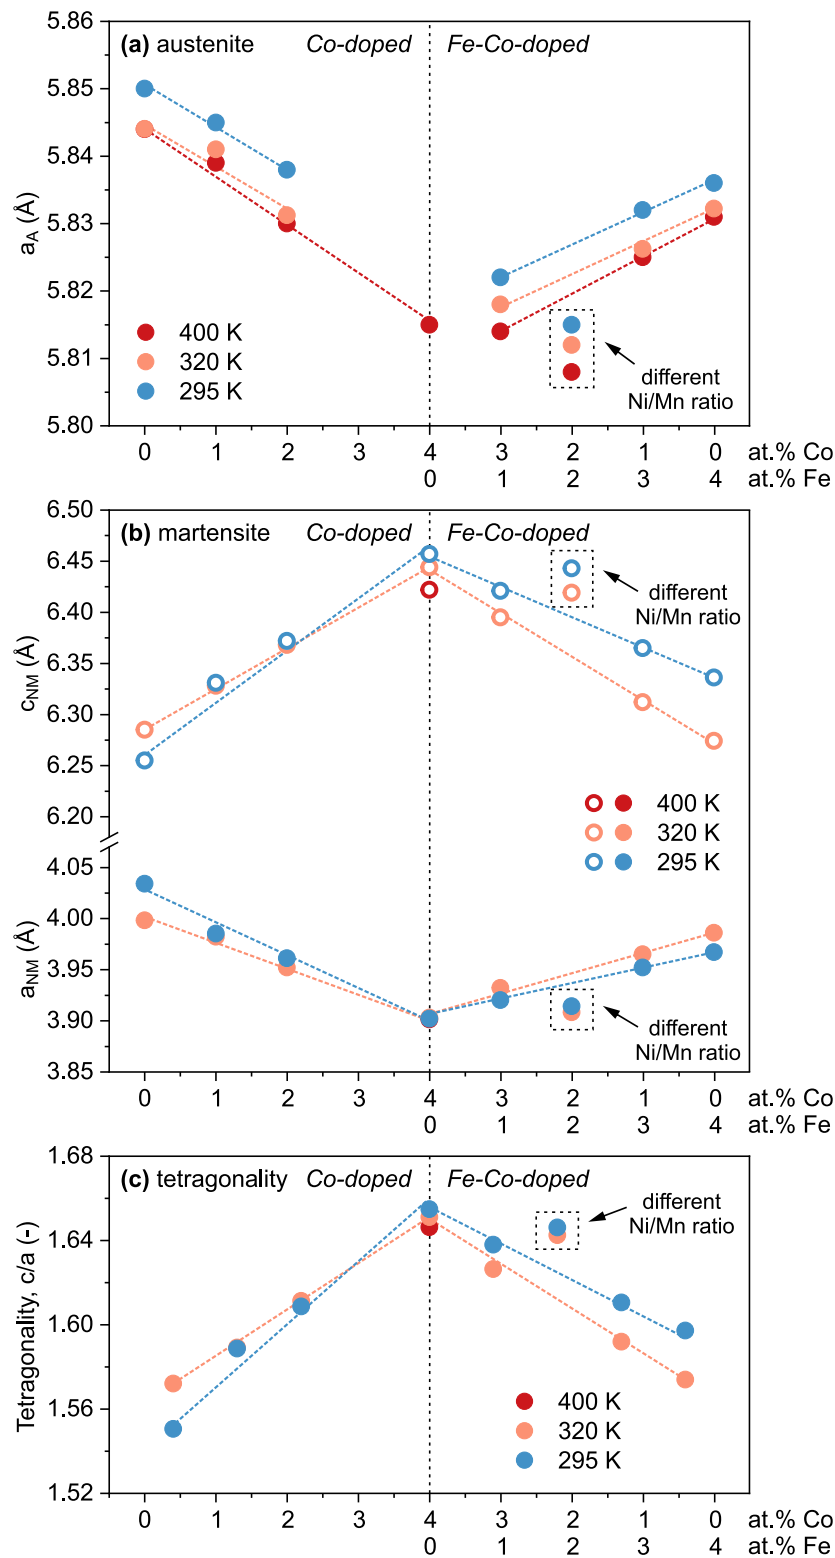 5.86
(a) austenite Co-doped Fe-Co-doped
5.85
5.84
5.83
a_A (Å)
5.82
5.81
5.80
400 K
320 K
295 K
different
Ni/Mn ratio
0 1 2 3 4 3 2 1 0 at.% Co
0 1 2 3 4 at.% Fe
6.50
(b) martensite Co-doped Fe-Co-doped
6.45
6.40
6.35
6.30
6.25
6.20
c_NM (Å)
different
Ni/Mn ratio
400 K
320 K
295 K
4.05
4.00
3.95
3.90
3.85
a_NM (Å)
different
Ni/Mn ratio
0 1 2 3 4 3 2 1 0 at.% Co
0 1 2 3 4 at.% Fe
1.68
(c) tetragonality Co-doped Fe-Co-doped
1.64
1.60
1.56
1.52
Tetragonality, c/a (-)
different
Ni/Mn ratio
400 K
320 K
295 K
0 1 2 3 4 3 2 1 0 at.% Co
0 1 2 3 4 at.% Fe